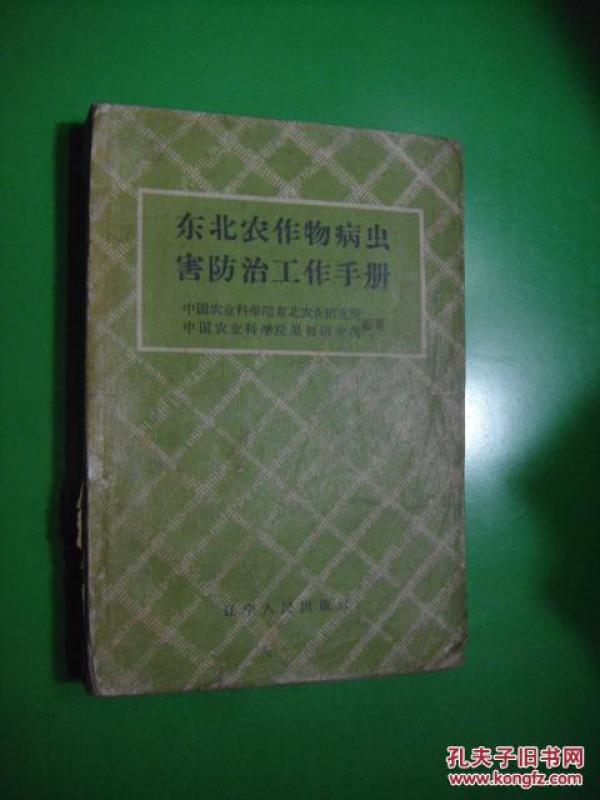 东北农作物病虫
害防治工作手册
中国农业科学院东北农业研究所
中国农业科学院果树研究所
编著
辽宁人民出版社
孔夫子旧书网
www.kongfz.com